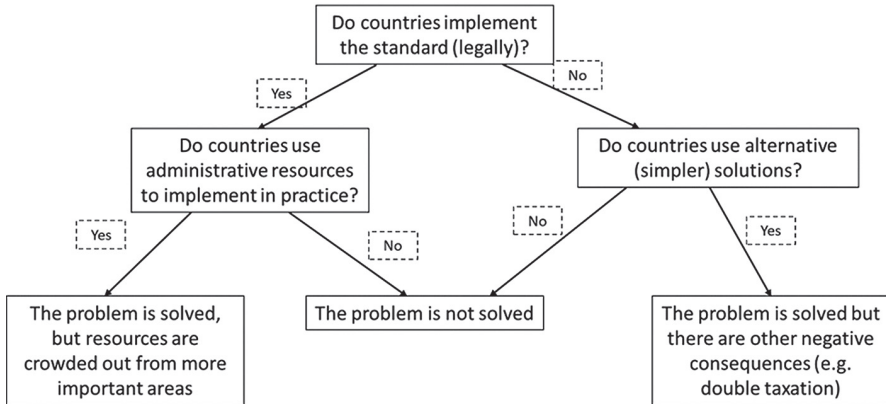 Do countries implement
the standard (legally)?
Yes
No
Do countries use
administrative resources
to implement in practice?
Do countries use alternative
(simpler) solutions?
Yes
No
No
Yes
The problem is solved,
but resources are
crowded out from more
important areas
The problem is not solved
The problem is solved but
there are other negative
consequences (e.g.
double taxation)